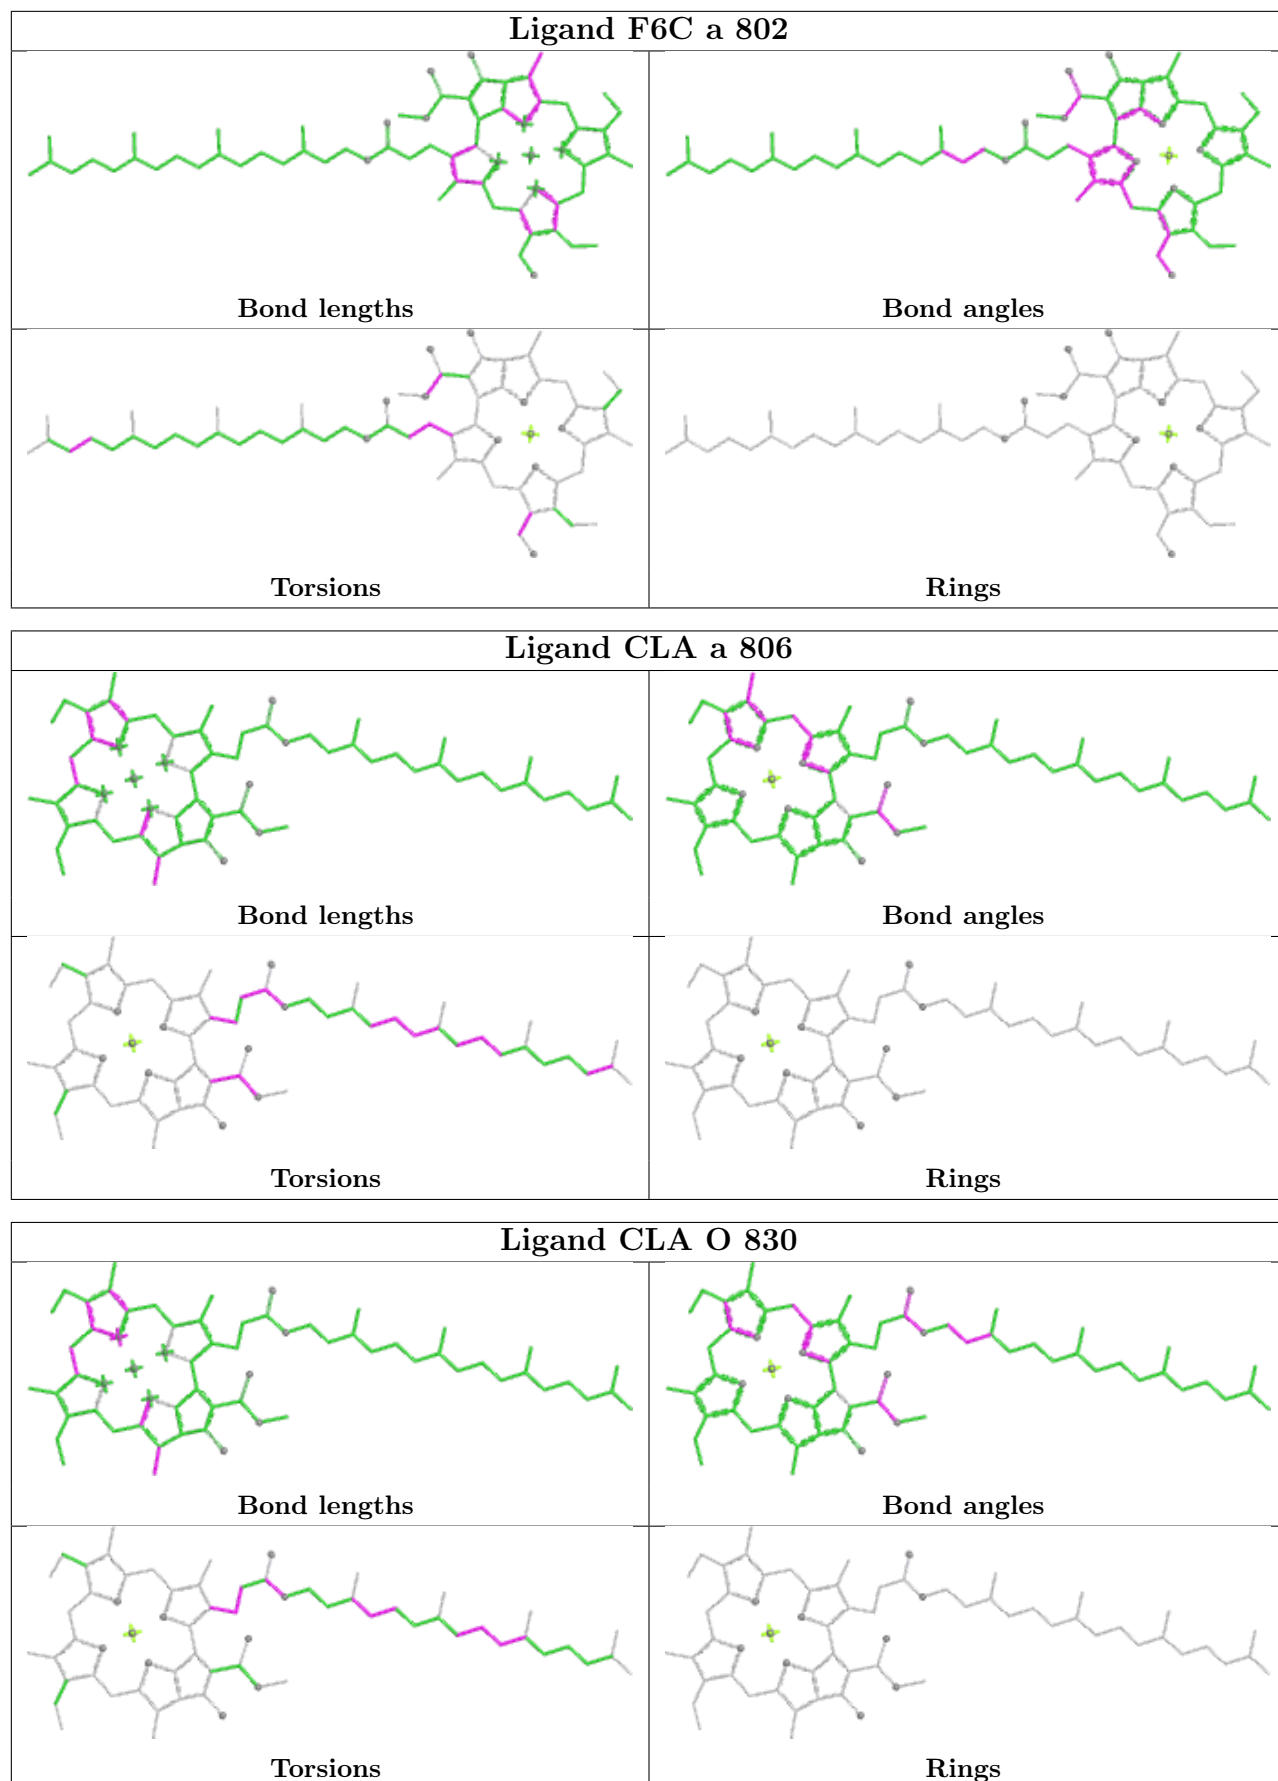 Ligand F6C a 802
Bond lengths
Bond angles
Torsions
Rings
Ligand CLA a 806
Bond lengths
Bond angles
Torsions
Rings
Ligand CLA O 830
Bond lengths
Bond angles
Torsions
Rings